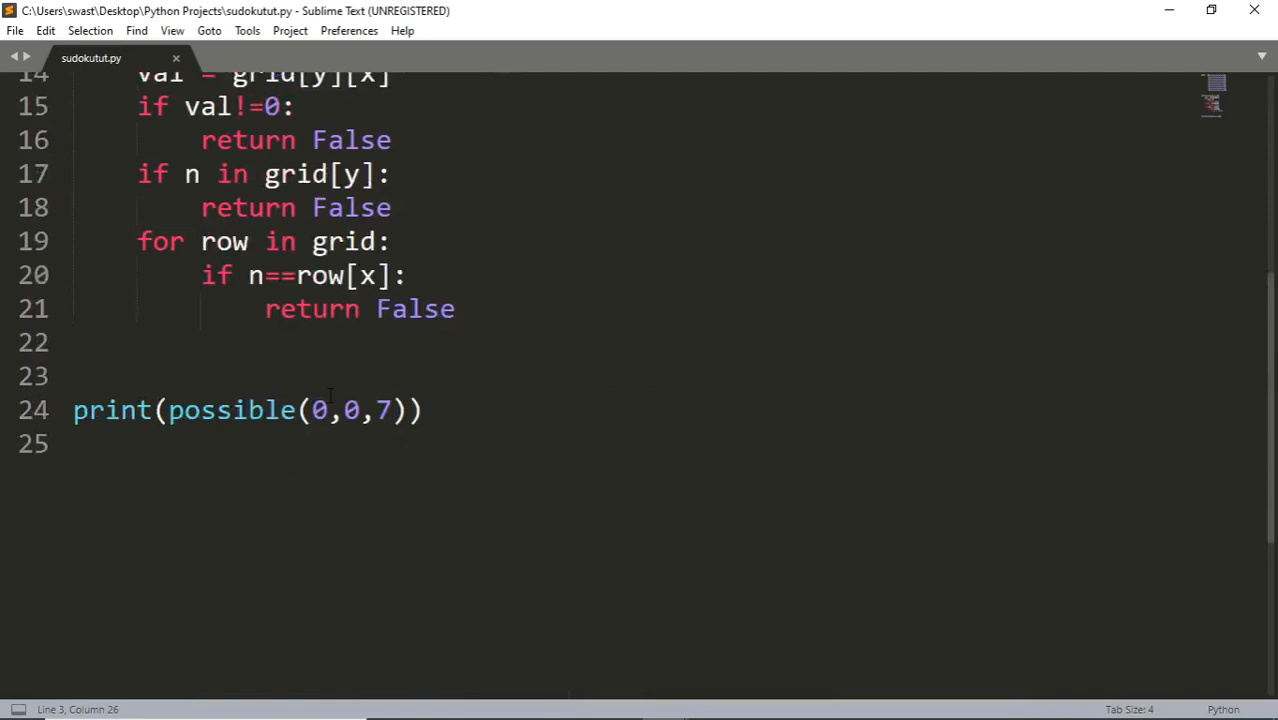 C:\Users\swast\Desktop\Python Projects\sudokutut.py - Sublime Text (UNREGISTERED)
File Edit Selection Find View Goto Tools Project Preferences Help
sudokutut.py
14 val = grid[y][x]
15 if val!=0:
16 return False
17 if n in grid[y]:
18 return False
19 for row in grid:
20 if n==row[x]:
21 return False
22
23
24 print(possible(0,0,7))
25
Line 3, Column 26 Tab Size: 4 Python